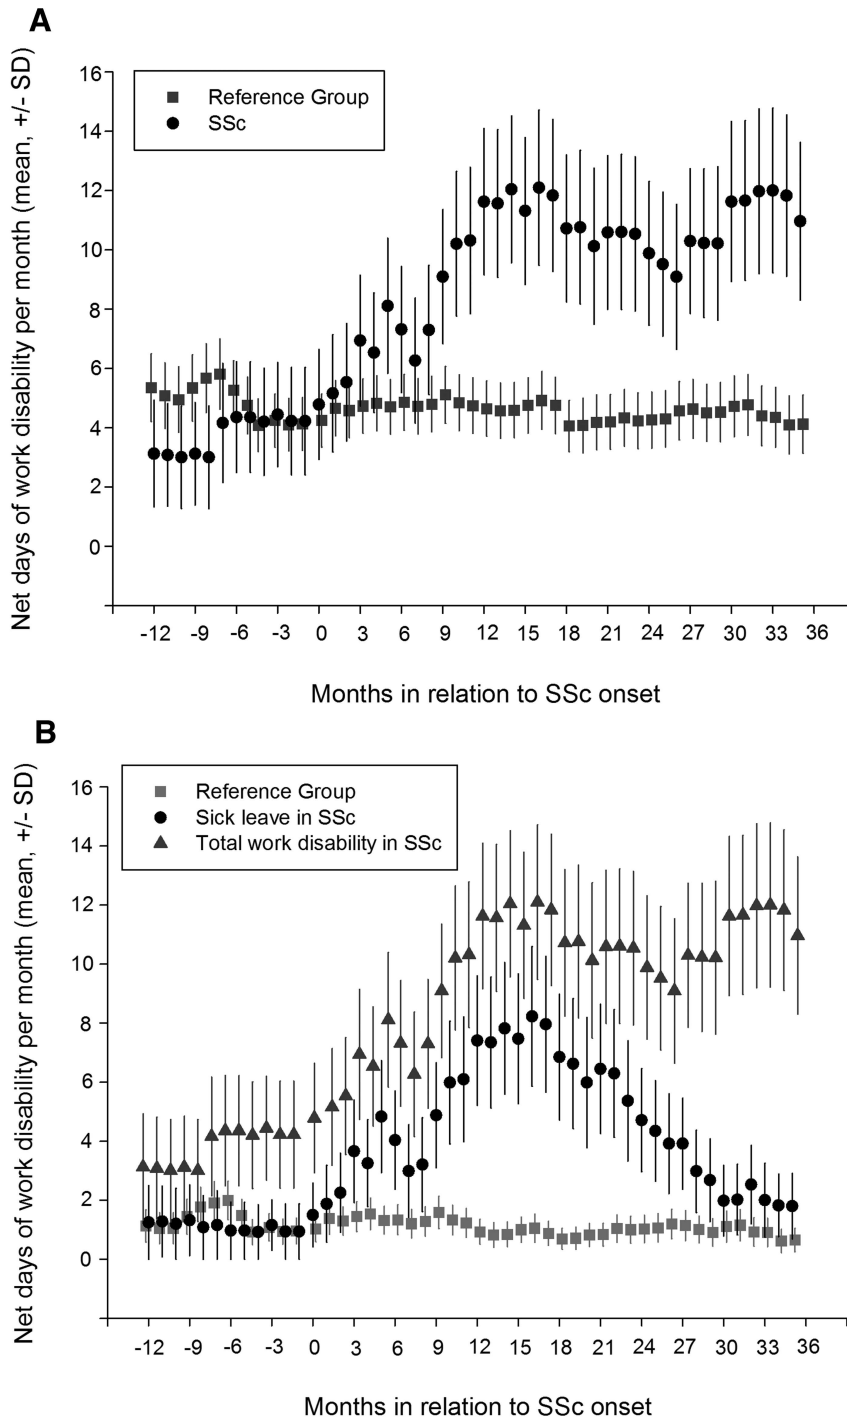 A
Net days of work disability per month (mean, +/- SD)
16
14
12
10
8
6
4
2
0
Reference Group
SSc
-12 -9 -6 -3 0 3 6 9 12 15 18 21 24 27 30 33 36
Months in relation to SSc onset
B
Net days of work disability per month (mean, +/- SD)
16
14
12
10
8
6
4
2
0
Reference Group
Sick leave in SSc
Total work disability in SSc
-12 -9 -6 -3 0 3 6 9 12 15 18 21 24 27 30 33 36
Months in relation to SSc onset